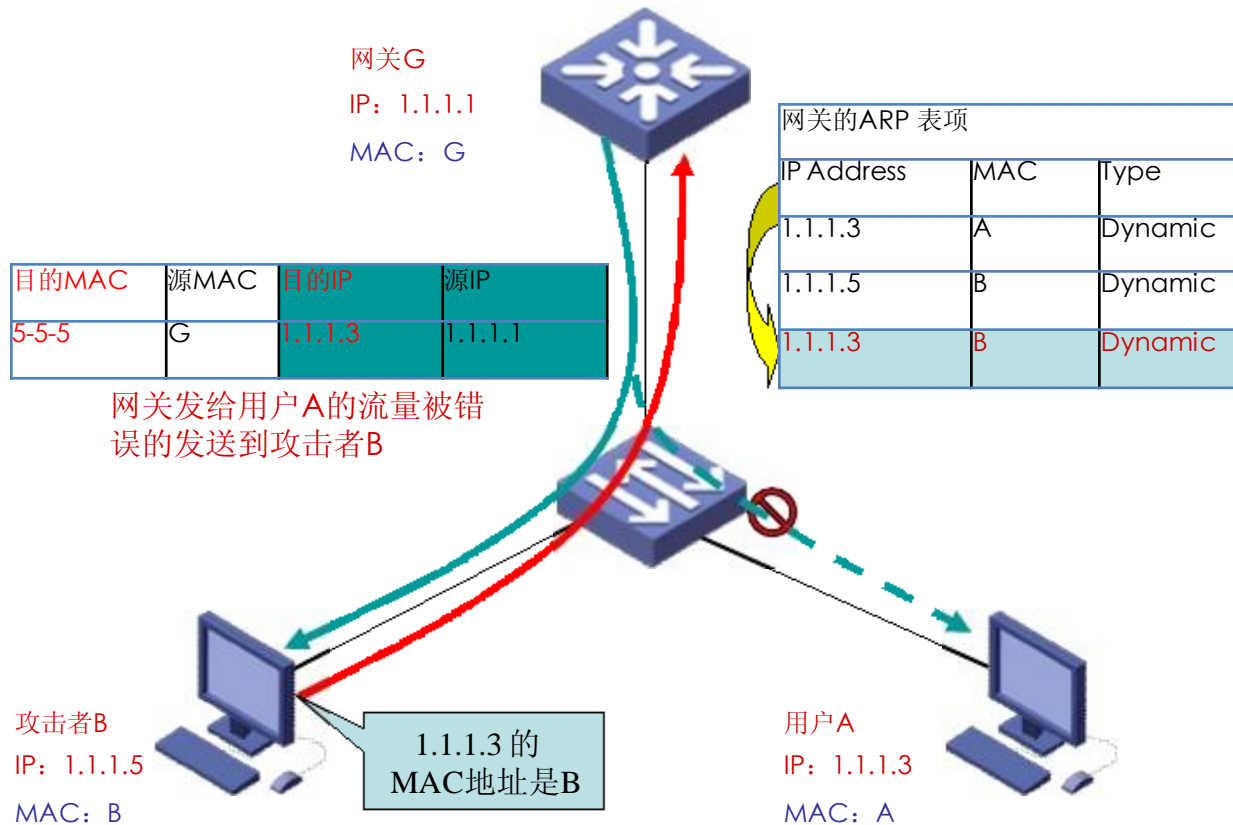 网关G
IP：1.1.1.1
MAC：G
网关的ARP 表项
IP Address MAC Type
1.1.1.3 A Dynamic
1.1.1.5 B Dynamic
1.1.1.3 B Dynamic
目的MAC 源MAC 目的IP 源IP
5-5-5 G 1.1.1.3 1.1.1.1
网关发给用户A的流量被错
误的发送到攻击者B
攻击者B
IP：1.1.1.5
MAC：B
1.1.1.3 的
MAC地址是B
用户A
IP：1.1.1.3
MAC：A